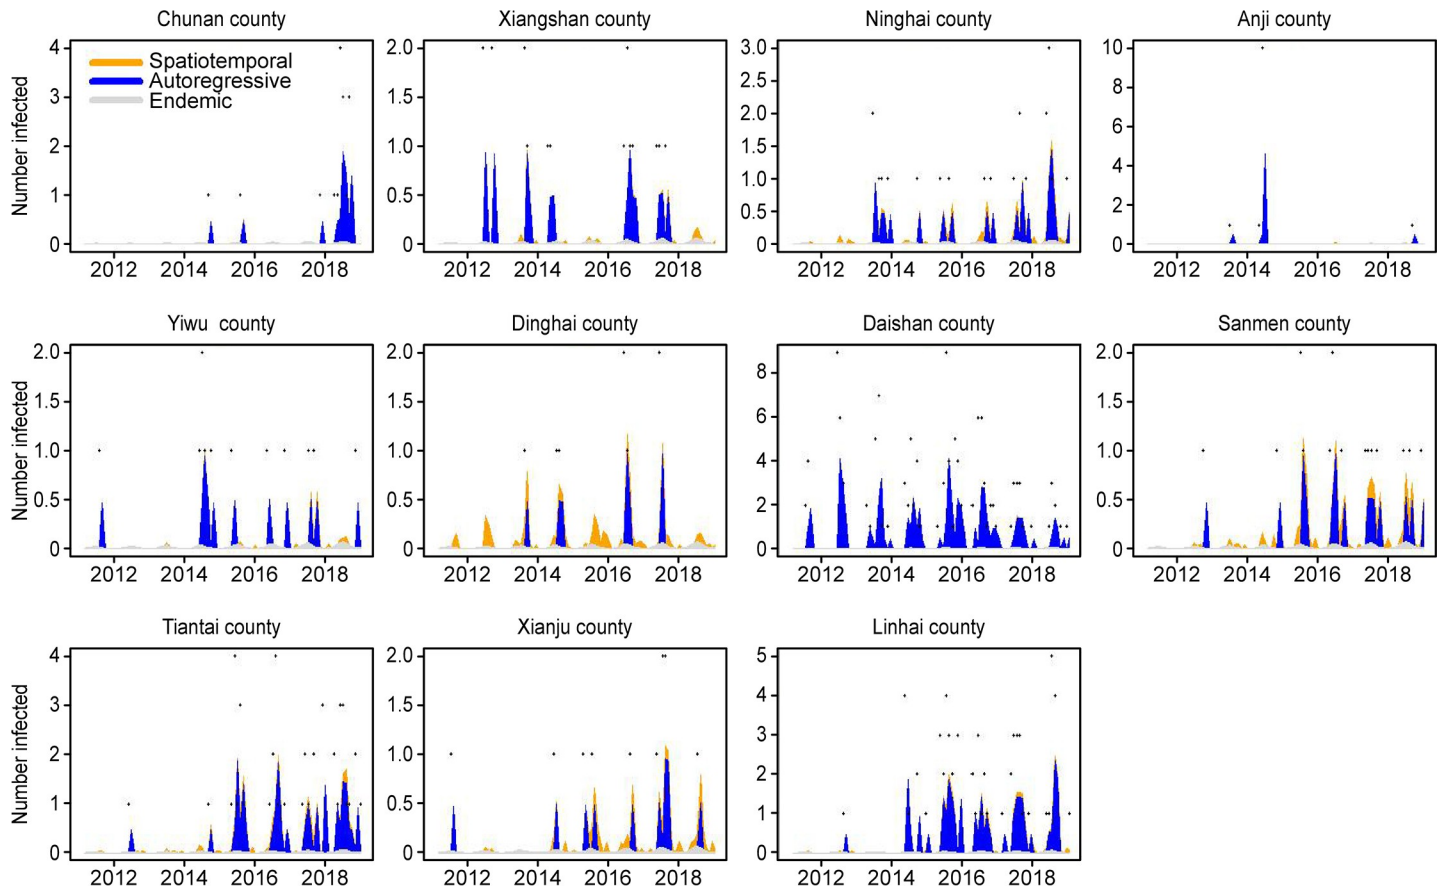 Chunan county
Xiangshan county
Ninghai county
Anji county
Number infected
4
3
2
1
0
Spatiotemporal
Autoregressive
Endemic
2012 2014 2016 2018
2.0
1.5
1.0
0.5
0
2012 2014 2016 2018
3.0
2.0
1.5
1.0
0.5
0
2012 2014 2016 2018
10
8
6
4
2
0
2012 2014 2016 2018
Yiwu county
Dinghai county
Daishan county
Sanmen county
Number infected
2.0
1.5
1.0
0.5
0
2012 2014 2016 2018
2.0
1.5
1.0
0.5
0
2012 2014 2016 2018
8
6
4
2
0
2012 2014 2016 2018
2.0
1.5
1.0
0.5
0
2012 2014 2016 2018
Tiantai county
Xianju county
Linhai county
Number infected
4
3
2
1
0
2012 2014 2016 2018
2.0
1.5
1.0
0.5
0
2012 2014 2016 2018
5
4
3
2
1
0
2012 2014 2016 2018